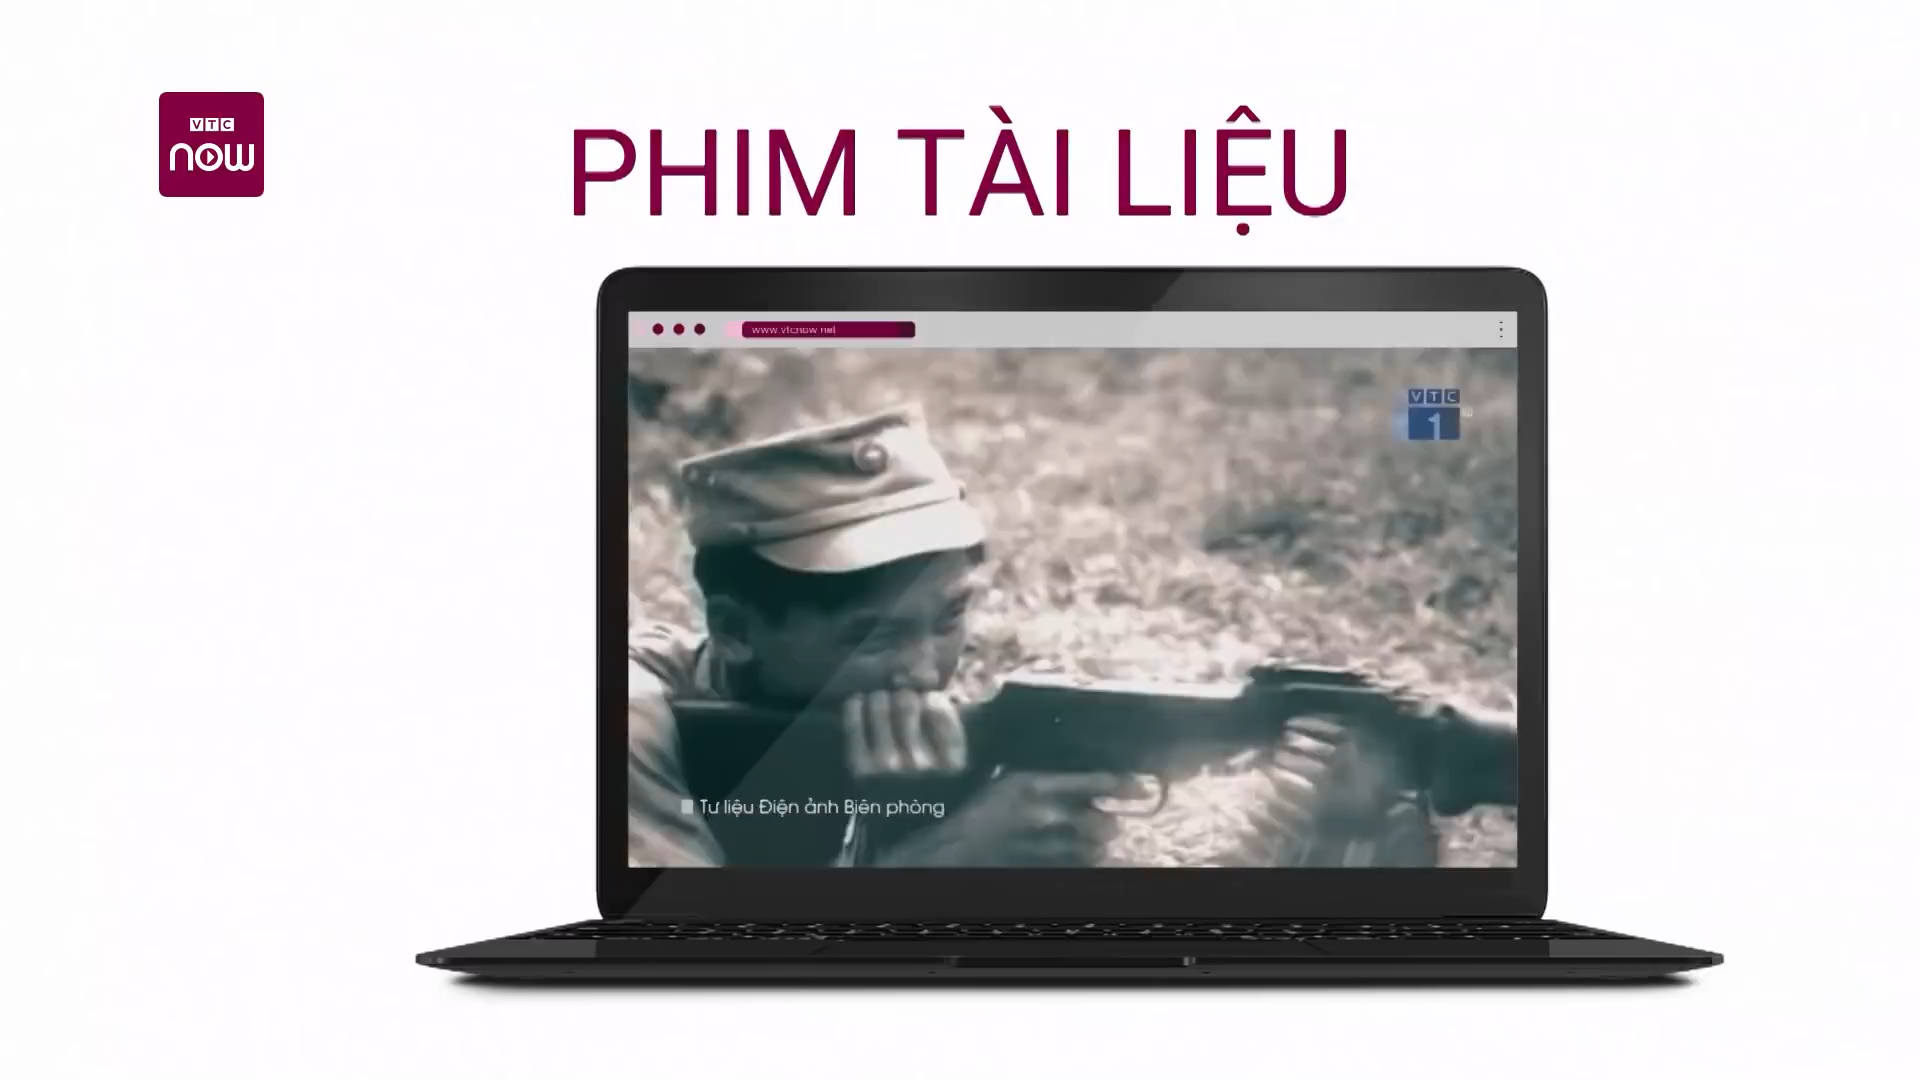 VTC
now
PHIM TÀI LIỆU
www.vtcnow.net
VTC
1
Tư liệu Điện ảnh Biên phòng